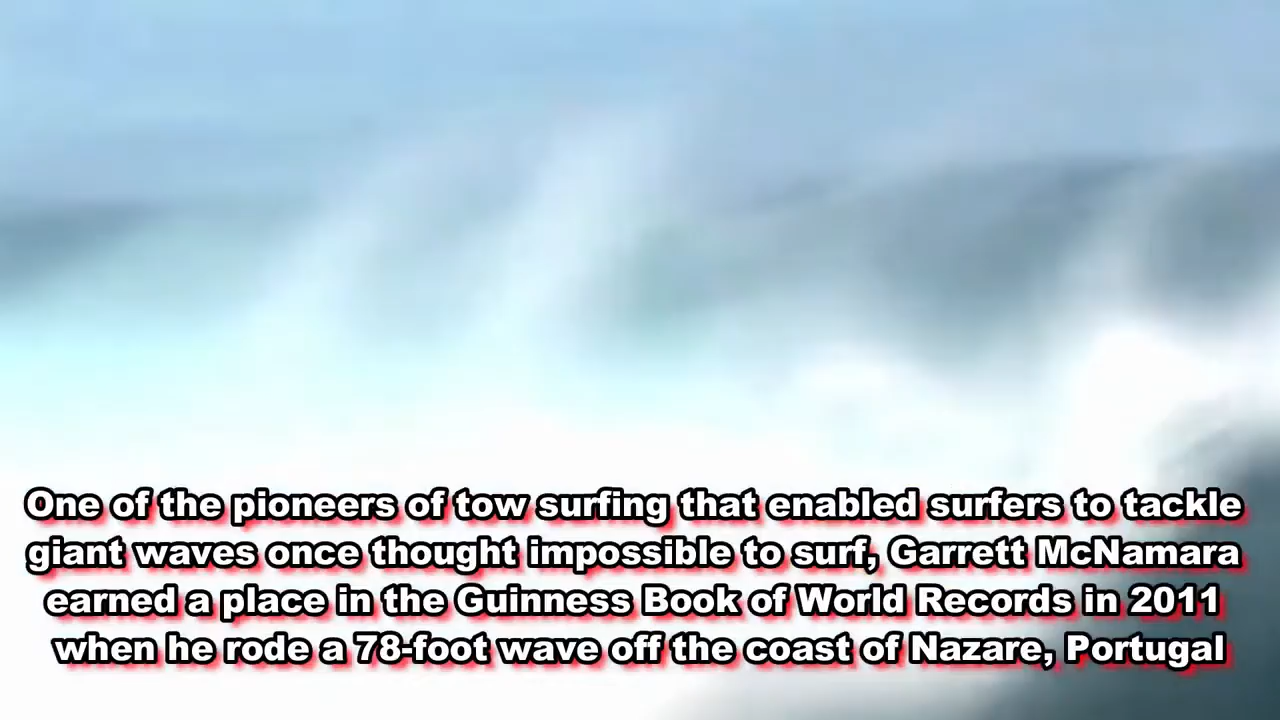 One of the pioneers of tow surfing that enabled surfers to tackle
giant waves once thought impossible to surf, Garrett McNamara
earned a place in the Guinness Book of World Records in 2011
when he rode a 78-foot wave off the coast of Nazare, Portugal